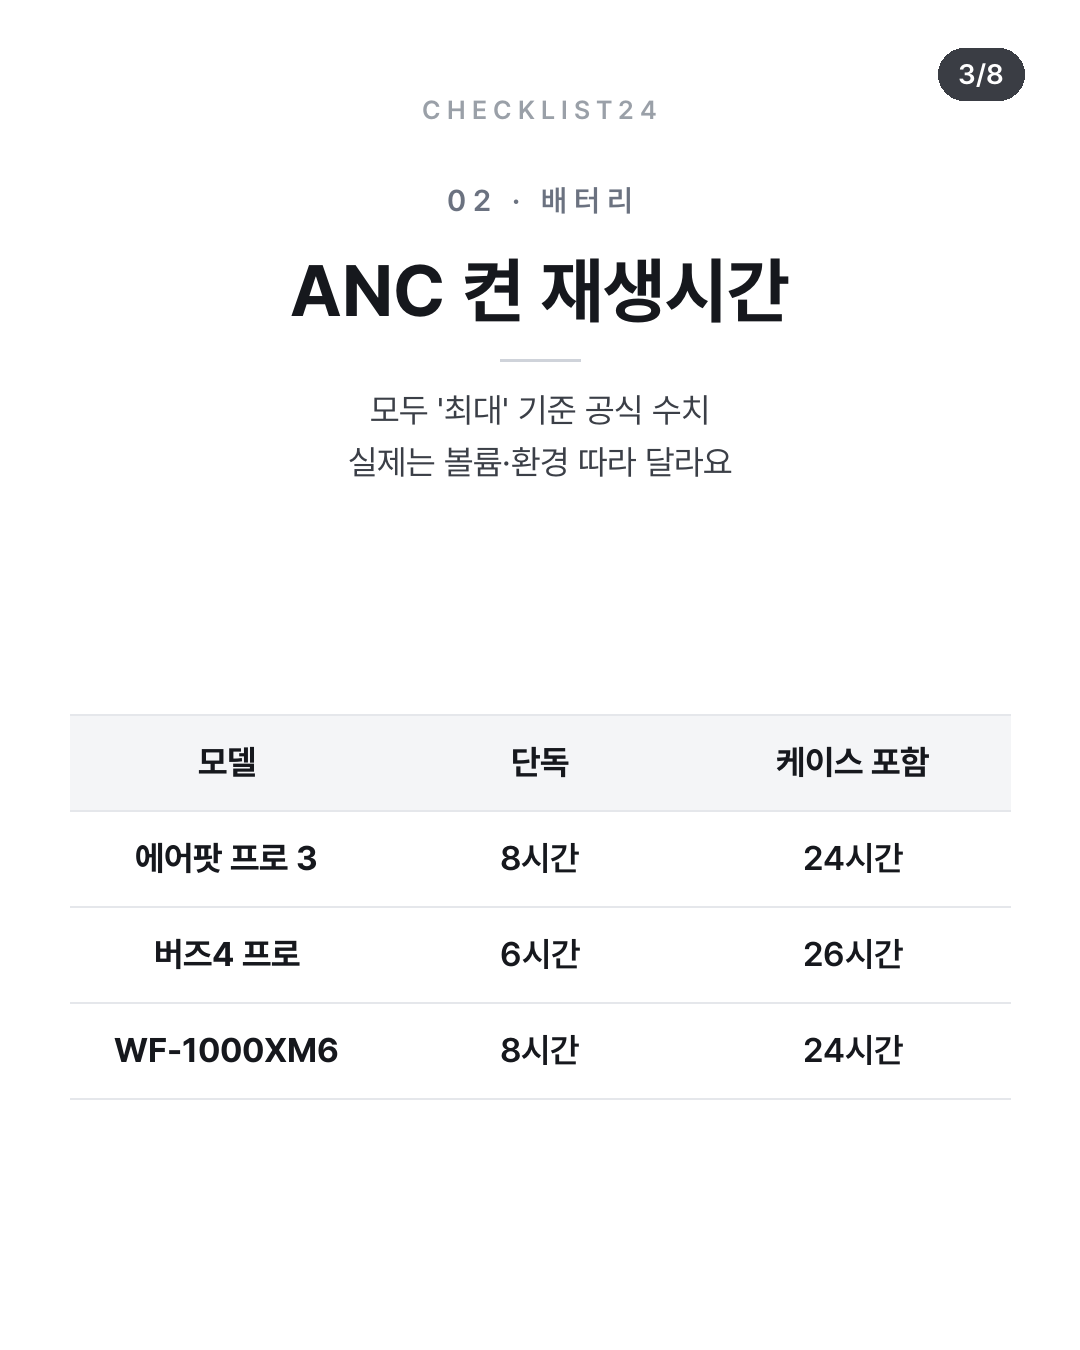 3/8
CHECKLIST24
02 · 배터리
ANC 켠 재생시간
모두 '최대' 기준 공식 수치
실제는 볼륨·환경 따라 달라요
모델 단독 케이스 포함
에어팟 프로 3 8시간 24시간
버즈4 프로 6시간 26시간
WF-1000XM6 8시간 24시간